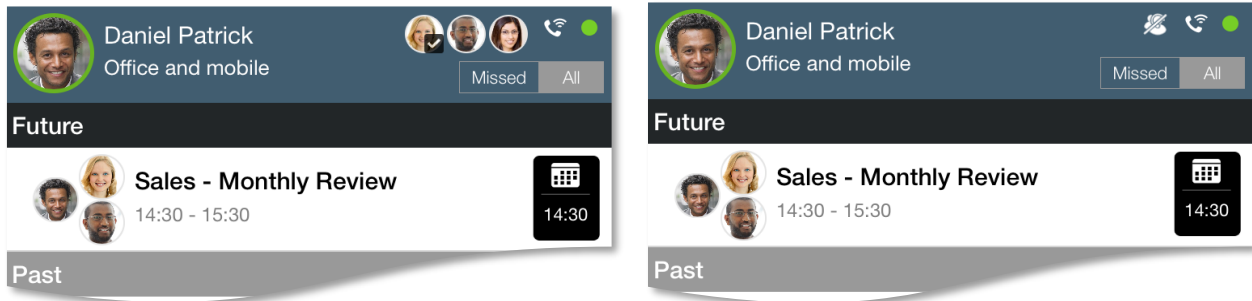 Daniel Patrick
Office and mobile
Missed All
Future
Sales - Monthly Review
14:30 - 15:30
14:30
Past
Daniel Patrick
Office and mobile
Missed All
Future
Sales - Monthly Review
14:30 - 15:30
14:30
Past